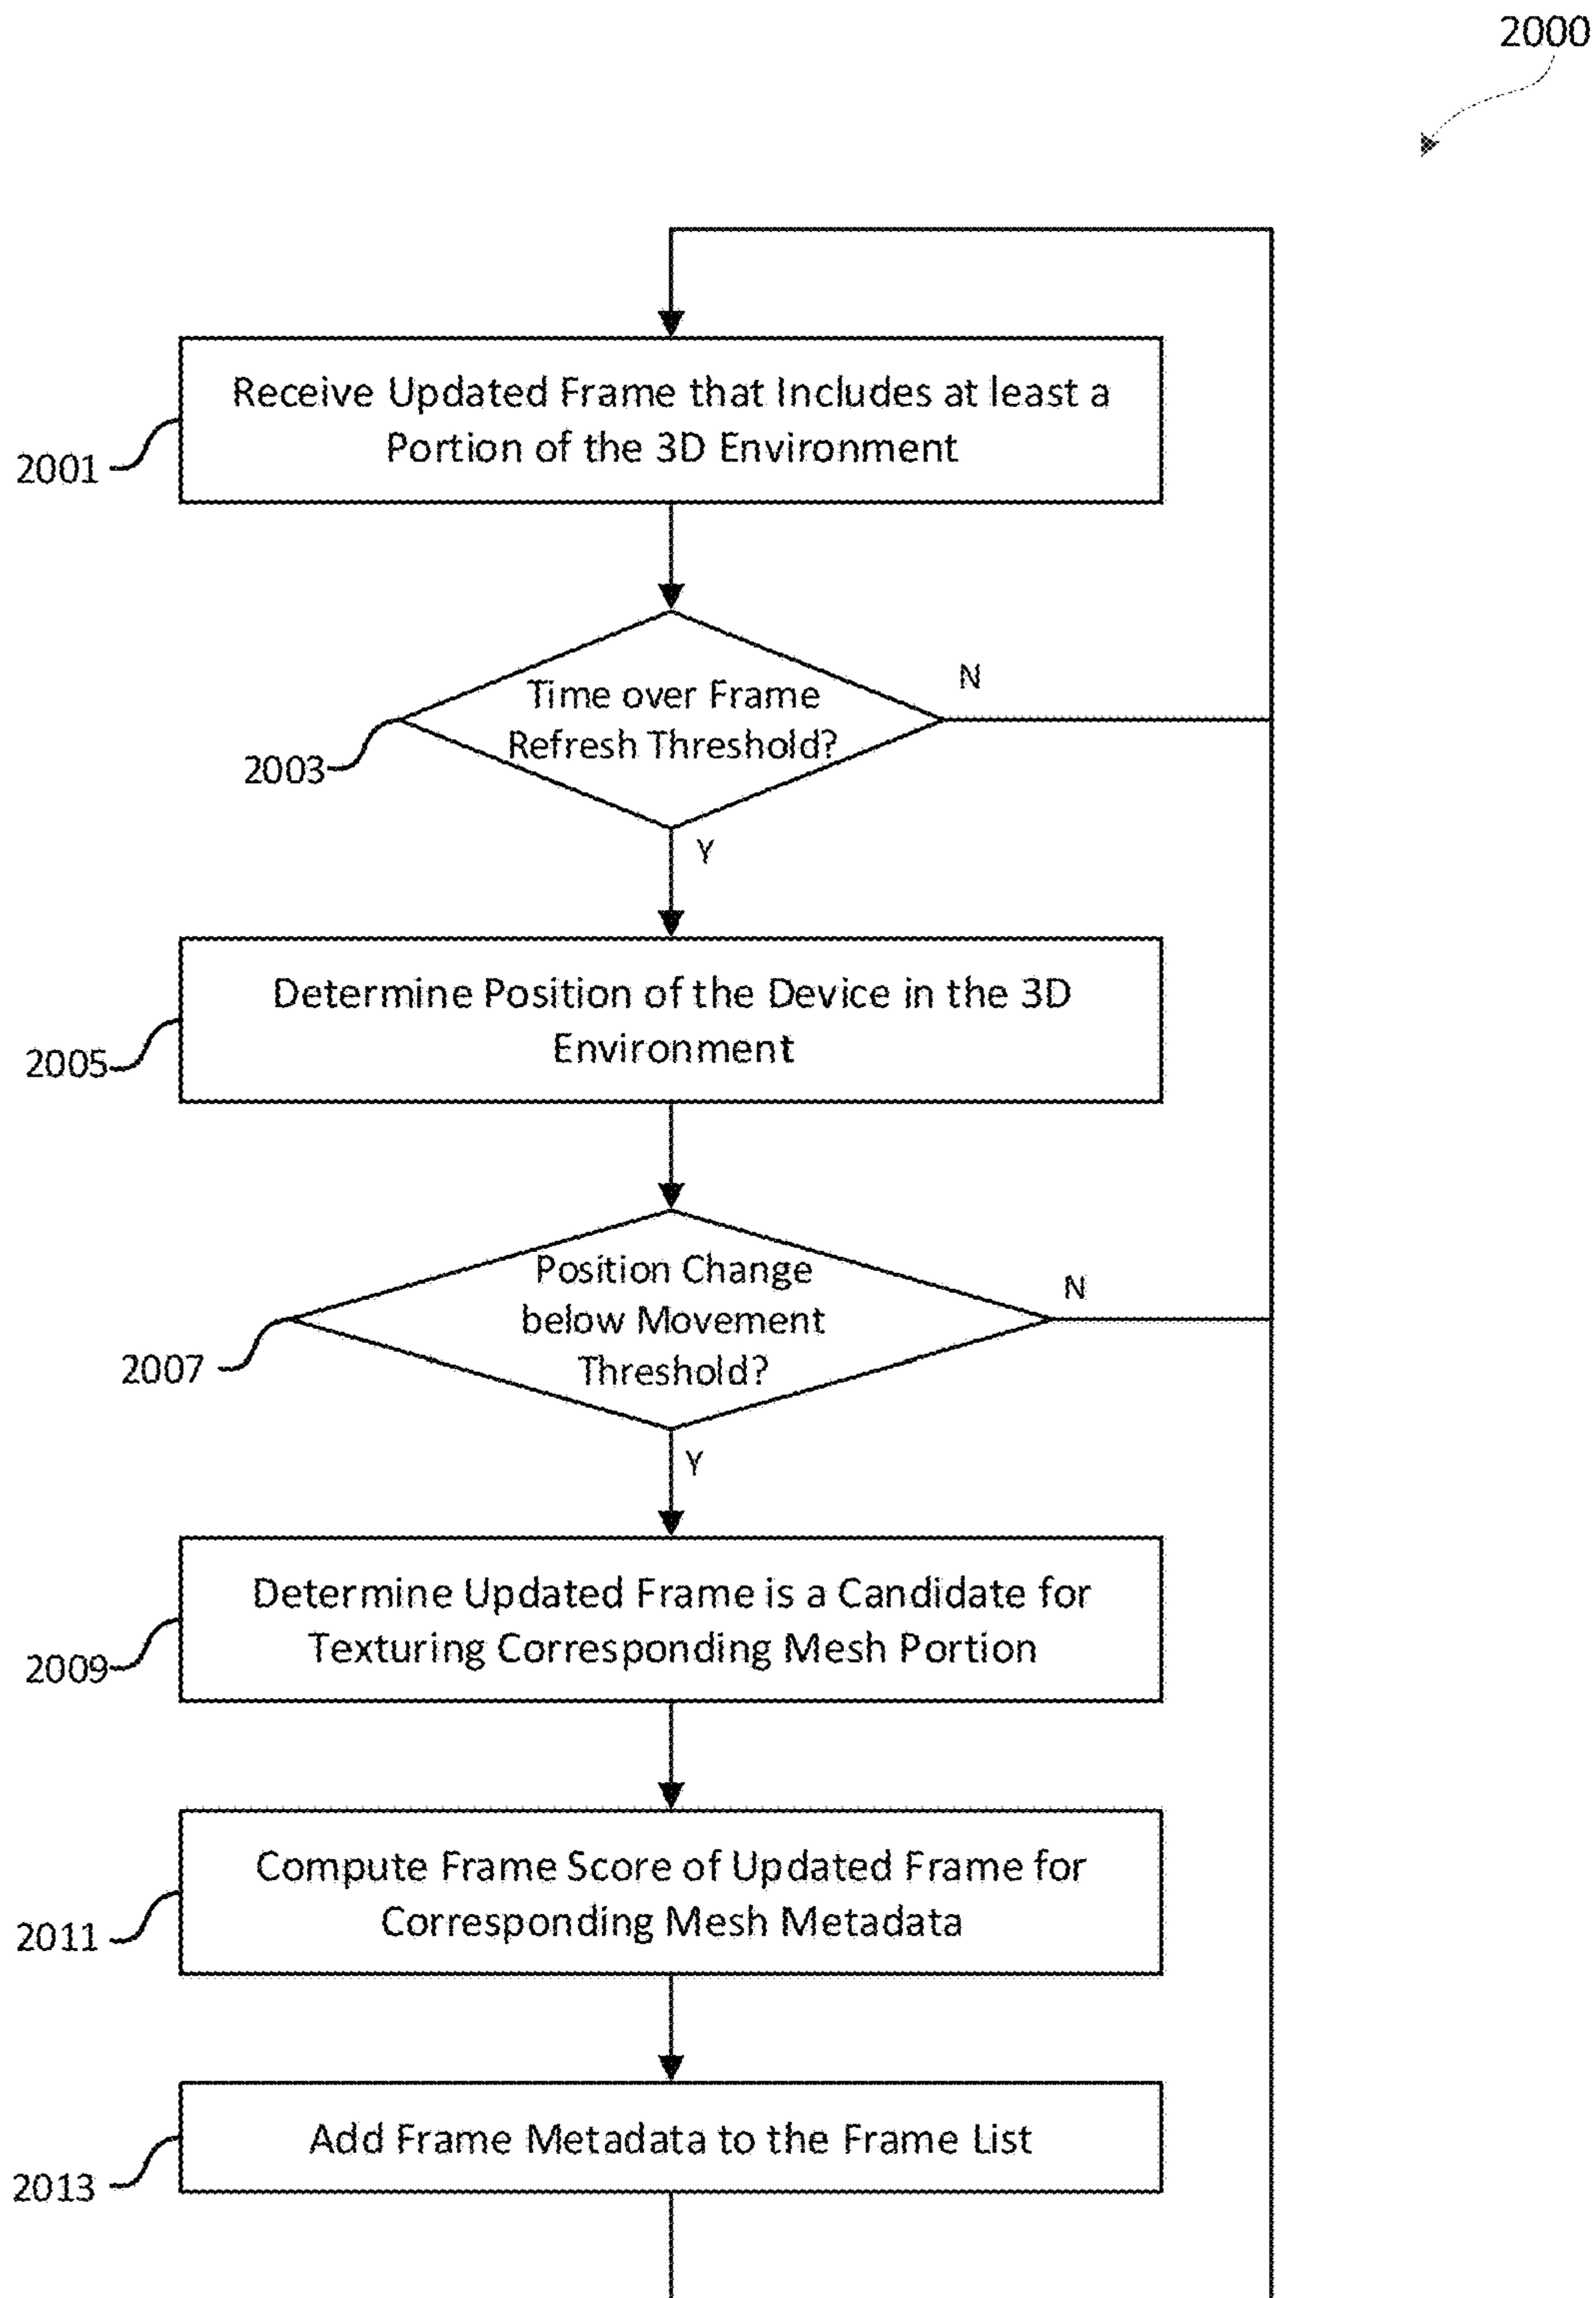 2000
Receive Updated Frame that Includes at least a
Portion of the 3D Environment
2001
Time over Frame
Refresh Threshold?
N
2003
Y
Determine Position of the Device in the 3D
Environment
2005
Position Change
below Movement
Threshold?
N
2007
Y
Determine Updated Frame is a Candidate for
Texturing Corresponding Mesh Portion
2009
Compute Frame Score of Updated Frame for
Corresponding Mesh Metadata
2011
Add Frame Metadata to the Frame List
2013